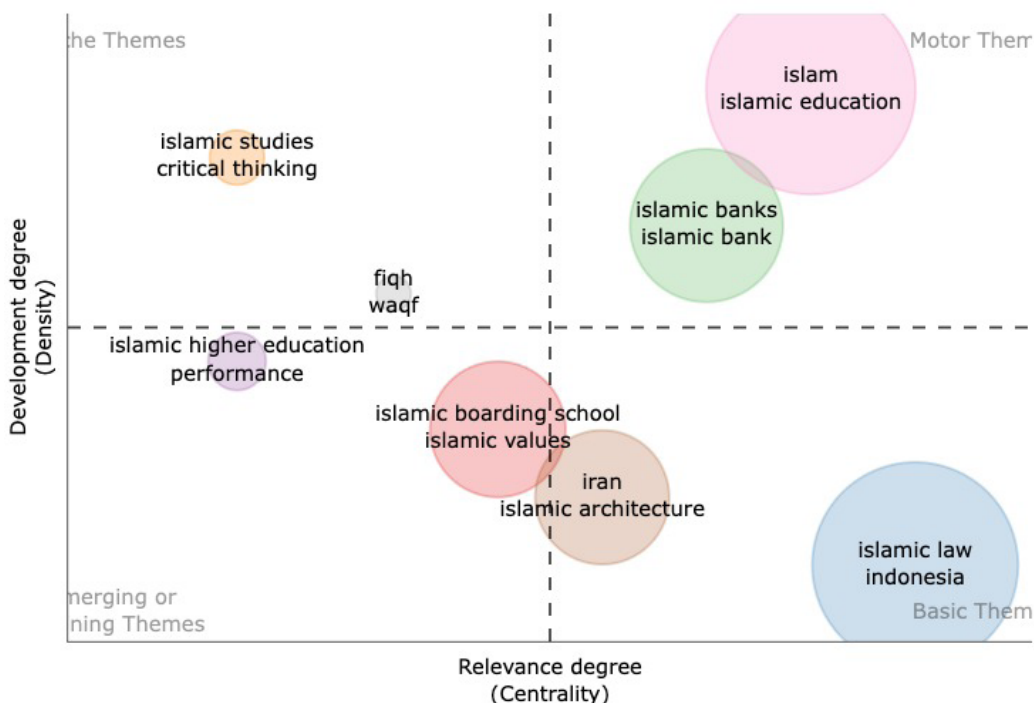 che Themes
Motor Them
islam
islamic education
islamic studies
critical thinking
islamic banks
islamic bank
fiqh
waqf
islamic higher education
performance
islamic boarding school
islamic values
iran
islamic architecture
islamic law
indonesia
merging or
ning Themes
Basic Them
Development degree
(Density)
Relevance degree
(Centrality)